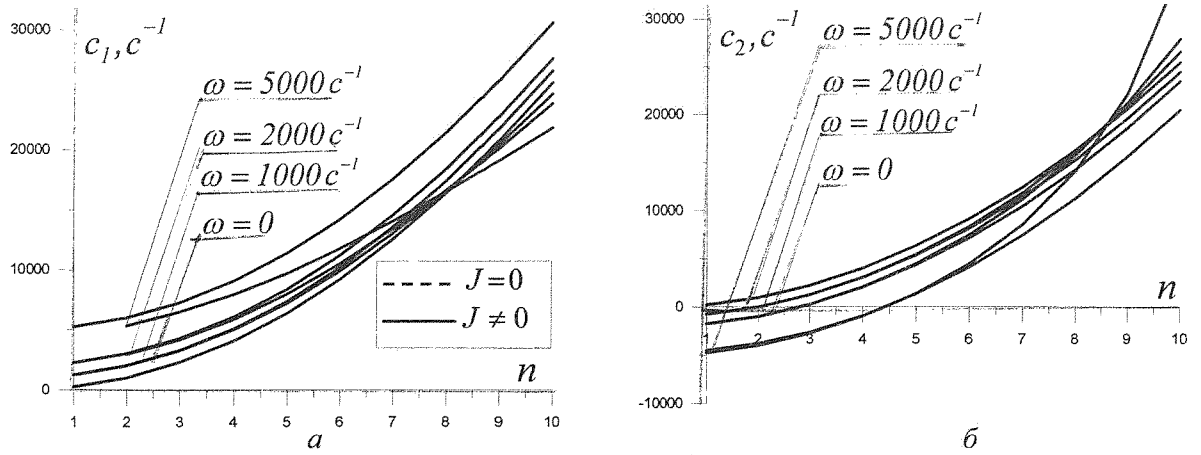 30000
c₁, c⁻¹
ω = 5000 c⁻¹
20000
ω = 2000 c⁻¹
ω = 1000 c⁻¹
ω = 0
10000
J = 0
J ≠ 0
n
0
1 2 3 4 5 6 7 8 9 10
а
30000
c₂, c⁻¹
ω = 5000 c⁻¹
ω = 2000 c⁻¹
20000
ω = 1000 c⁻¹
ω = 0
10000
n
0
1 2 3 4 5 6 7 8 9 10
-10000
б